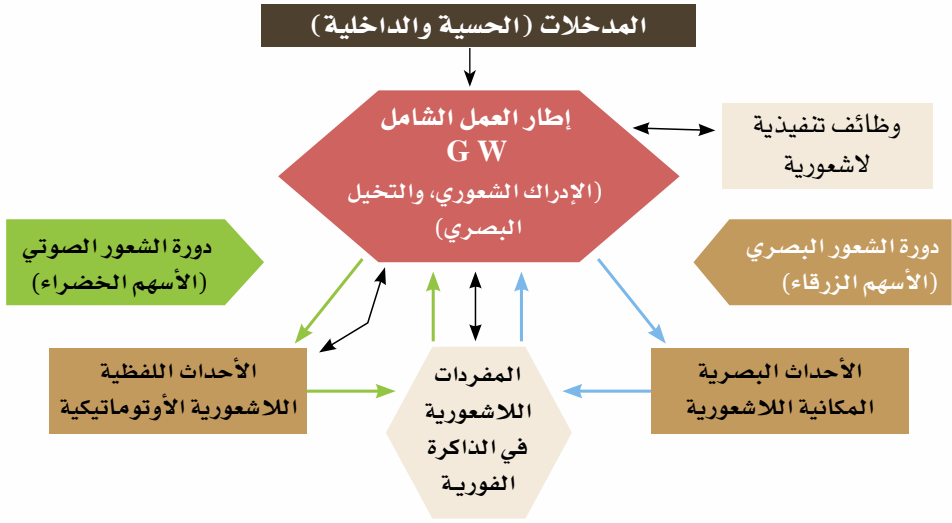 المدخلات (الحسية والداخلية)
إطار العمل الشامل
G W
(الإدراك الشعوري، والتخيل
البصري)
وظائف تنفيذية
لاشعورية
دورة الشعور البصري
(الأسهم الزرقاء)
دورة الشعور الصوتي
(الأسهم الخضراء)
الأحداث البصرية
المكانية اللاشعورية
المفردات
اللاشعورية
في الذاكرة
الفورية
الأحداث اللفظية
اللاشعورية الأوتوماتيكية